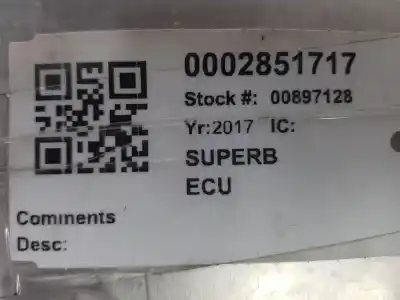 0002851717
Stock #: 00897128
Yr:2017 IC:
SUPERB
ECU
Comments
Desc: